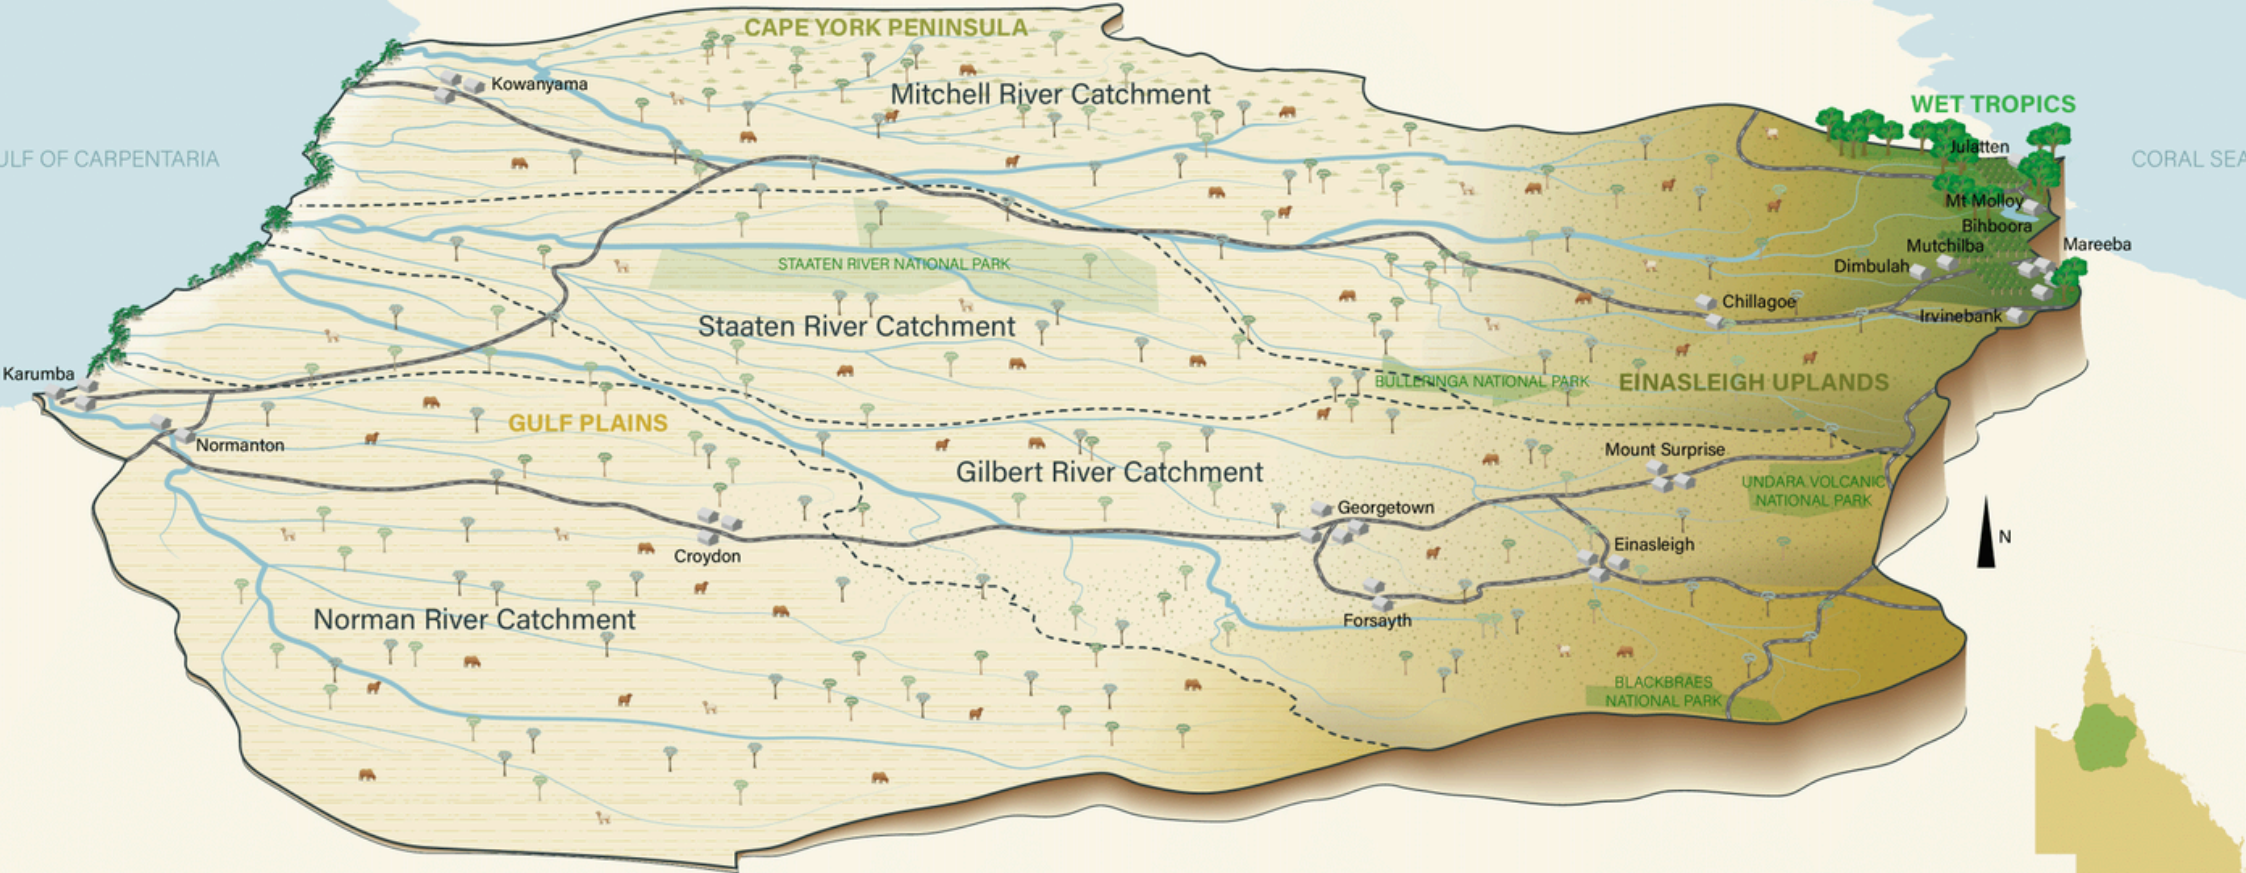 CAPE YORK PENINSULA
Kowanyama
Mitchell River Catchment
WET TROPICS
Julatten
ULF OF CARPENTARIA
CORAL SEA
Mt Molloy
Bihboora
Mutchilba
Mareeba
Dimbulah
STAATEN RIVER NATIONAL PARK
Chillagoe
Irvinebank
Staaten River Catchment
Karumba
BULLERINGA NATIONAL PARK
EINASLEIGH UPLANDS
GULF PLAINS
Normanton
Mount Surprise
Gilbert River Catchment
UNDARA VOLCANIC
NATIONAL PARK
Georgetown
N
Einasleigh
Croydon
Norman River Catchment
Forsayth
BLACKBRAES
NATIONAL PARK